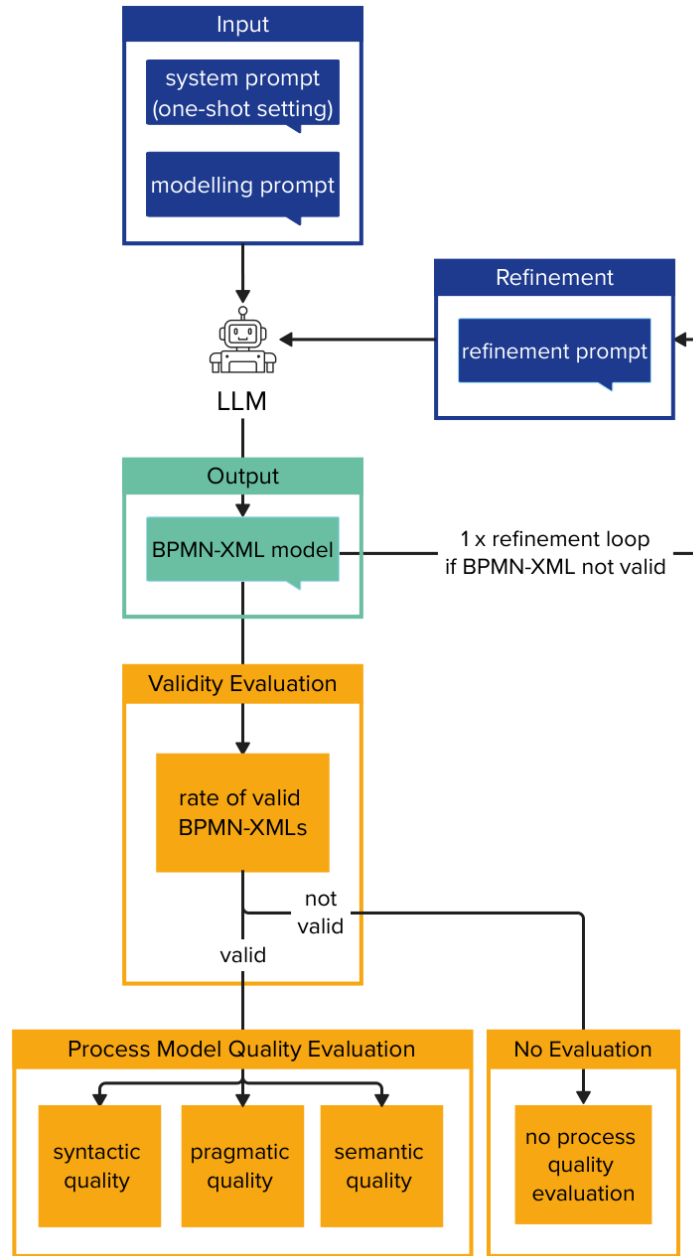 Input
system prompt
(one-shot setting)
modelling prompt
Refinement
refinement prompt
LLM
Output
BPMN-XML model
1 x refinement loop
if BPMN-XML not valid
Validity Evaluation
rate of valid
BPMN-XMLs
not
valid
valid
Process Model Quality Evaluation
syntactic
quality
pragmatic
quality
semantic
quality
No Evaluation
no process
quality
evaluation